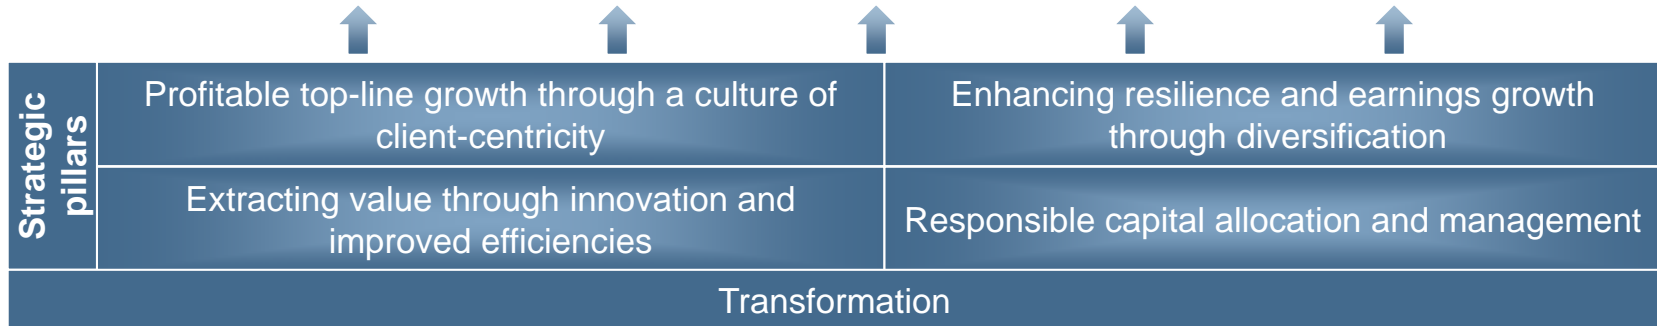 Strategic
pillars
Profitable top-line growth through a culture of
client-centricity
Enhancing resilience and earnings growth
through diversification
Extracting value through innovation and
improved efficiencies
Responsible capital allocation and management
Transformation